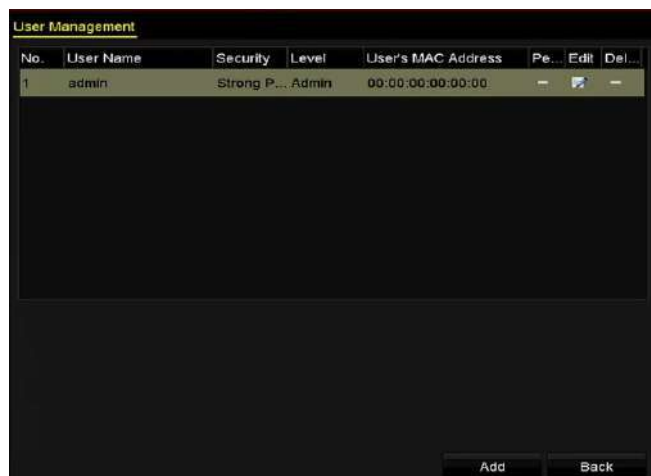 User Management
No. User Name Security Level User's MAC Address Pe... Edit Del...
1 admin Strong P... Admin 00:00:00:00:00:00
Add Back